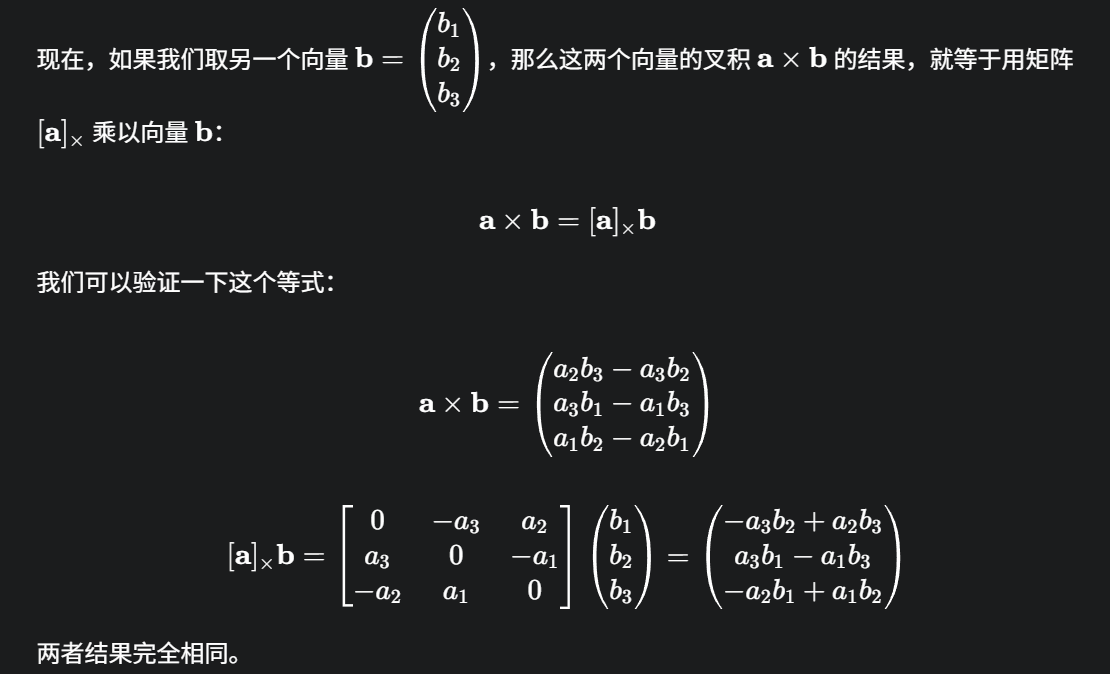 现在，如果我们取另一个向量 $\mathbf{b} = \begin{pmatrix} b_1 \\ b_2 \\ b_3 \end{pmatrix}$，那么这两个向量的叉积 $\mathbf{a} \times \mathbf{b}$ 的结果，就等于用矩阵
$[\mathbf{a}]_\times$ 乘以向量 $\mathbf{b}$：
$\mathbf{a} \times \mathbf{b} = [\mathbf{a}]_\times \mathbf{b}$
我们可以验证一下这个等式：
$\mathbf{a} \times \mathbf{b} = \begin{pmatrix} a_2b_3 - a_3b_2 \\ a_3b_1 - a_1b_3 \\ a_1b_2 - a_2b_1 \end{pmatrix}$
$[\mathbf{a}]_\times \mathbf{b} = \begin{bmatrix} 0 & -a_3 & a_2 \\ a_3 & 0 & -a_1 \\ -a_2 & a_1 & 0 \end{bmatrix} \begin{pmatrix} b_1 \\ b_2 \\ b_3 \end{pmatrix} = \begin{pmatrix} -a_3b_2 + a_2b_3 \\ a_3b_1 - a_1b_3 \\ -a_2b_1 + a_1b_2 \end{pmatrix}$
两者结果完全相同。